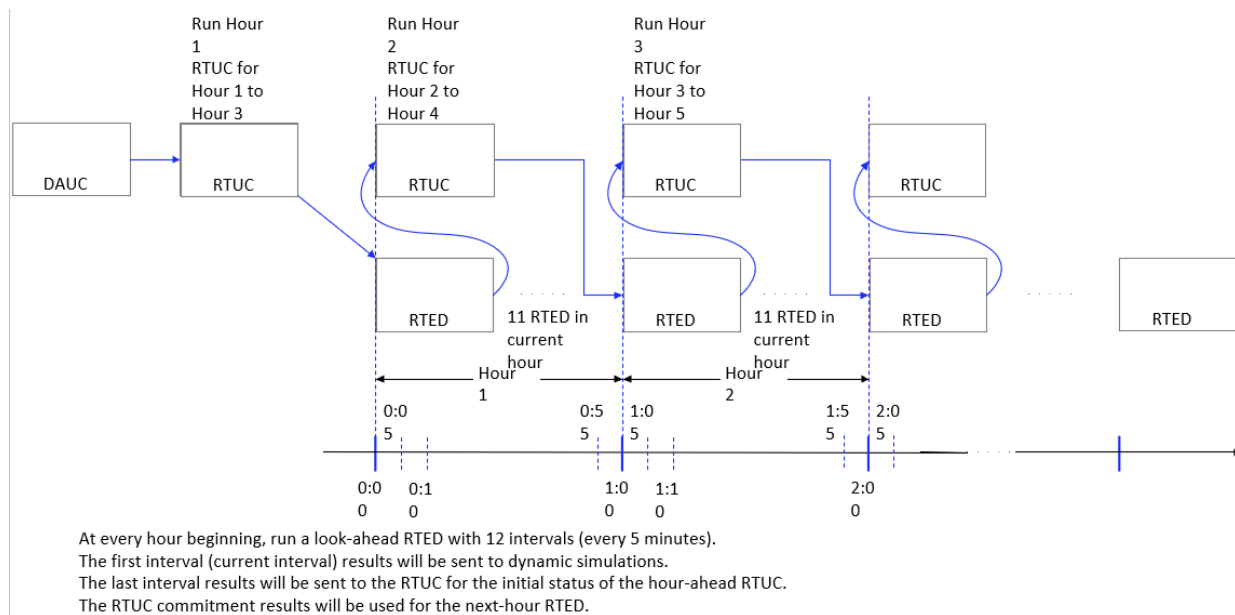 Run Hour
1
RTUC for
Hour 1 to
Hour 3
Run Hour
2
RTUC for
Hour 2 to
Hour 4
Run Hour
3
RTUC for
Hour 3 to
Hour 5
DAUC
RTUC
RTUC
RTUC
RTUC
RTED
11 RTED in
current
hour
RTED
11 RTED in
current
hour
RTED
RTED
Hour
1
Hour
2
0:0
5
0:5
5
1:0
5
1:5
5
2:0
5
0:0
0
0:1
0
1:0
0
1:1
0
2:0
0
At every hour beginning, run a look-ahead RTED with 12 intervals (every 5 minutes).
The first interval (current interval) results will be sent to dynamic simulations.
The last interval results will be sent to the RTUC for the initial status of the hour-ahead RTUC.
The RTUC commitment results will be used for the next-hour RTED.